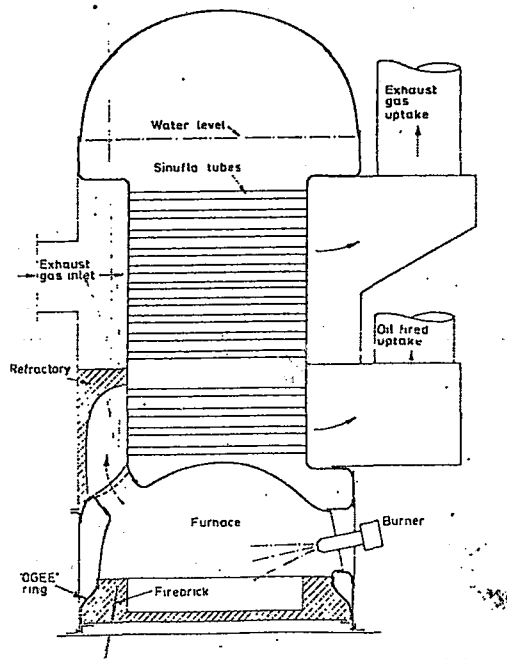 Exhaust
gas
uptake
Water level
Sinuflo tubes
Exhaust
gas inlet
Oil fired
uptake
Refractory
Furnace
Burner
"OGEE"
ring
Firebrick